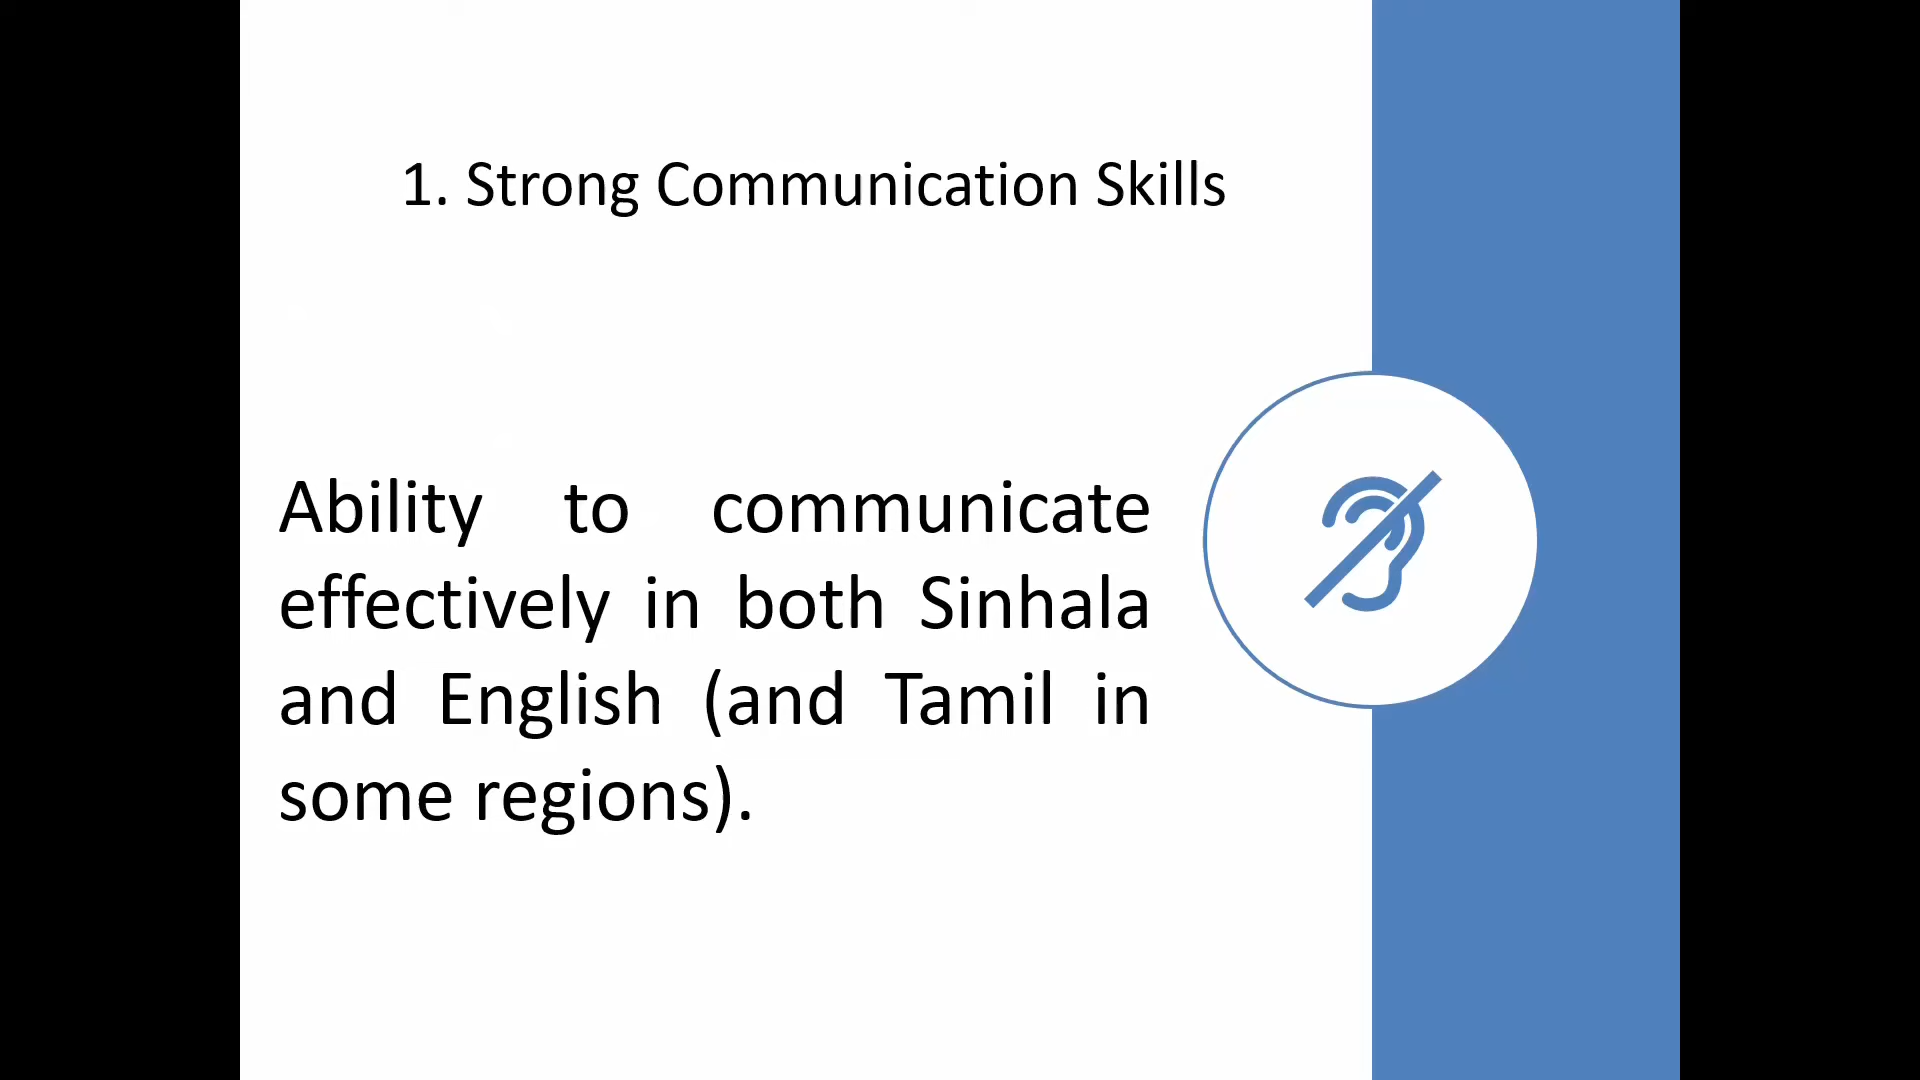 1. Strong Communication Skills
Ability to communicate
effectively in both Sinhala
and English (and Tamil in
some regions).